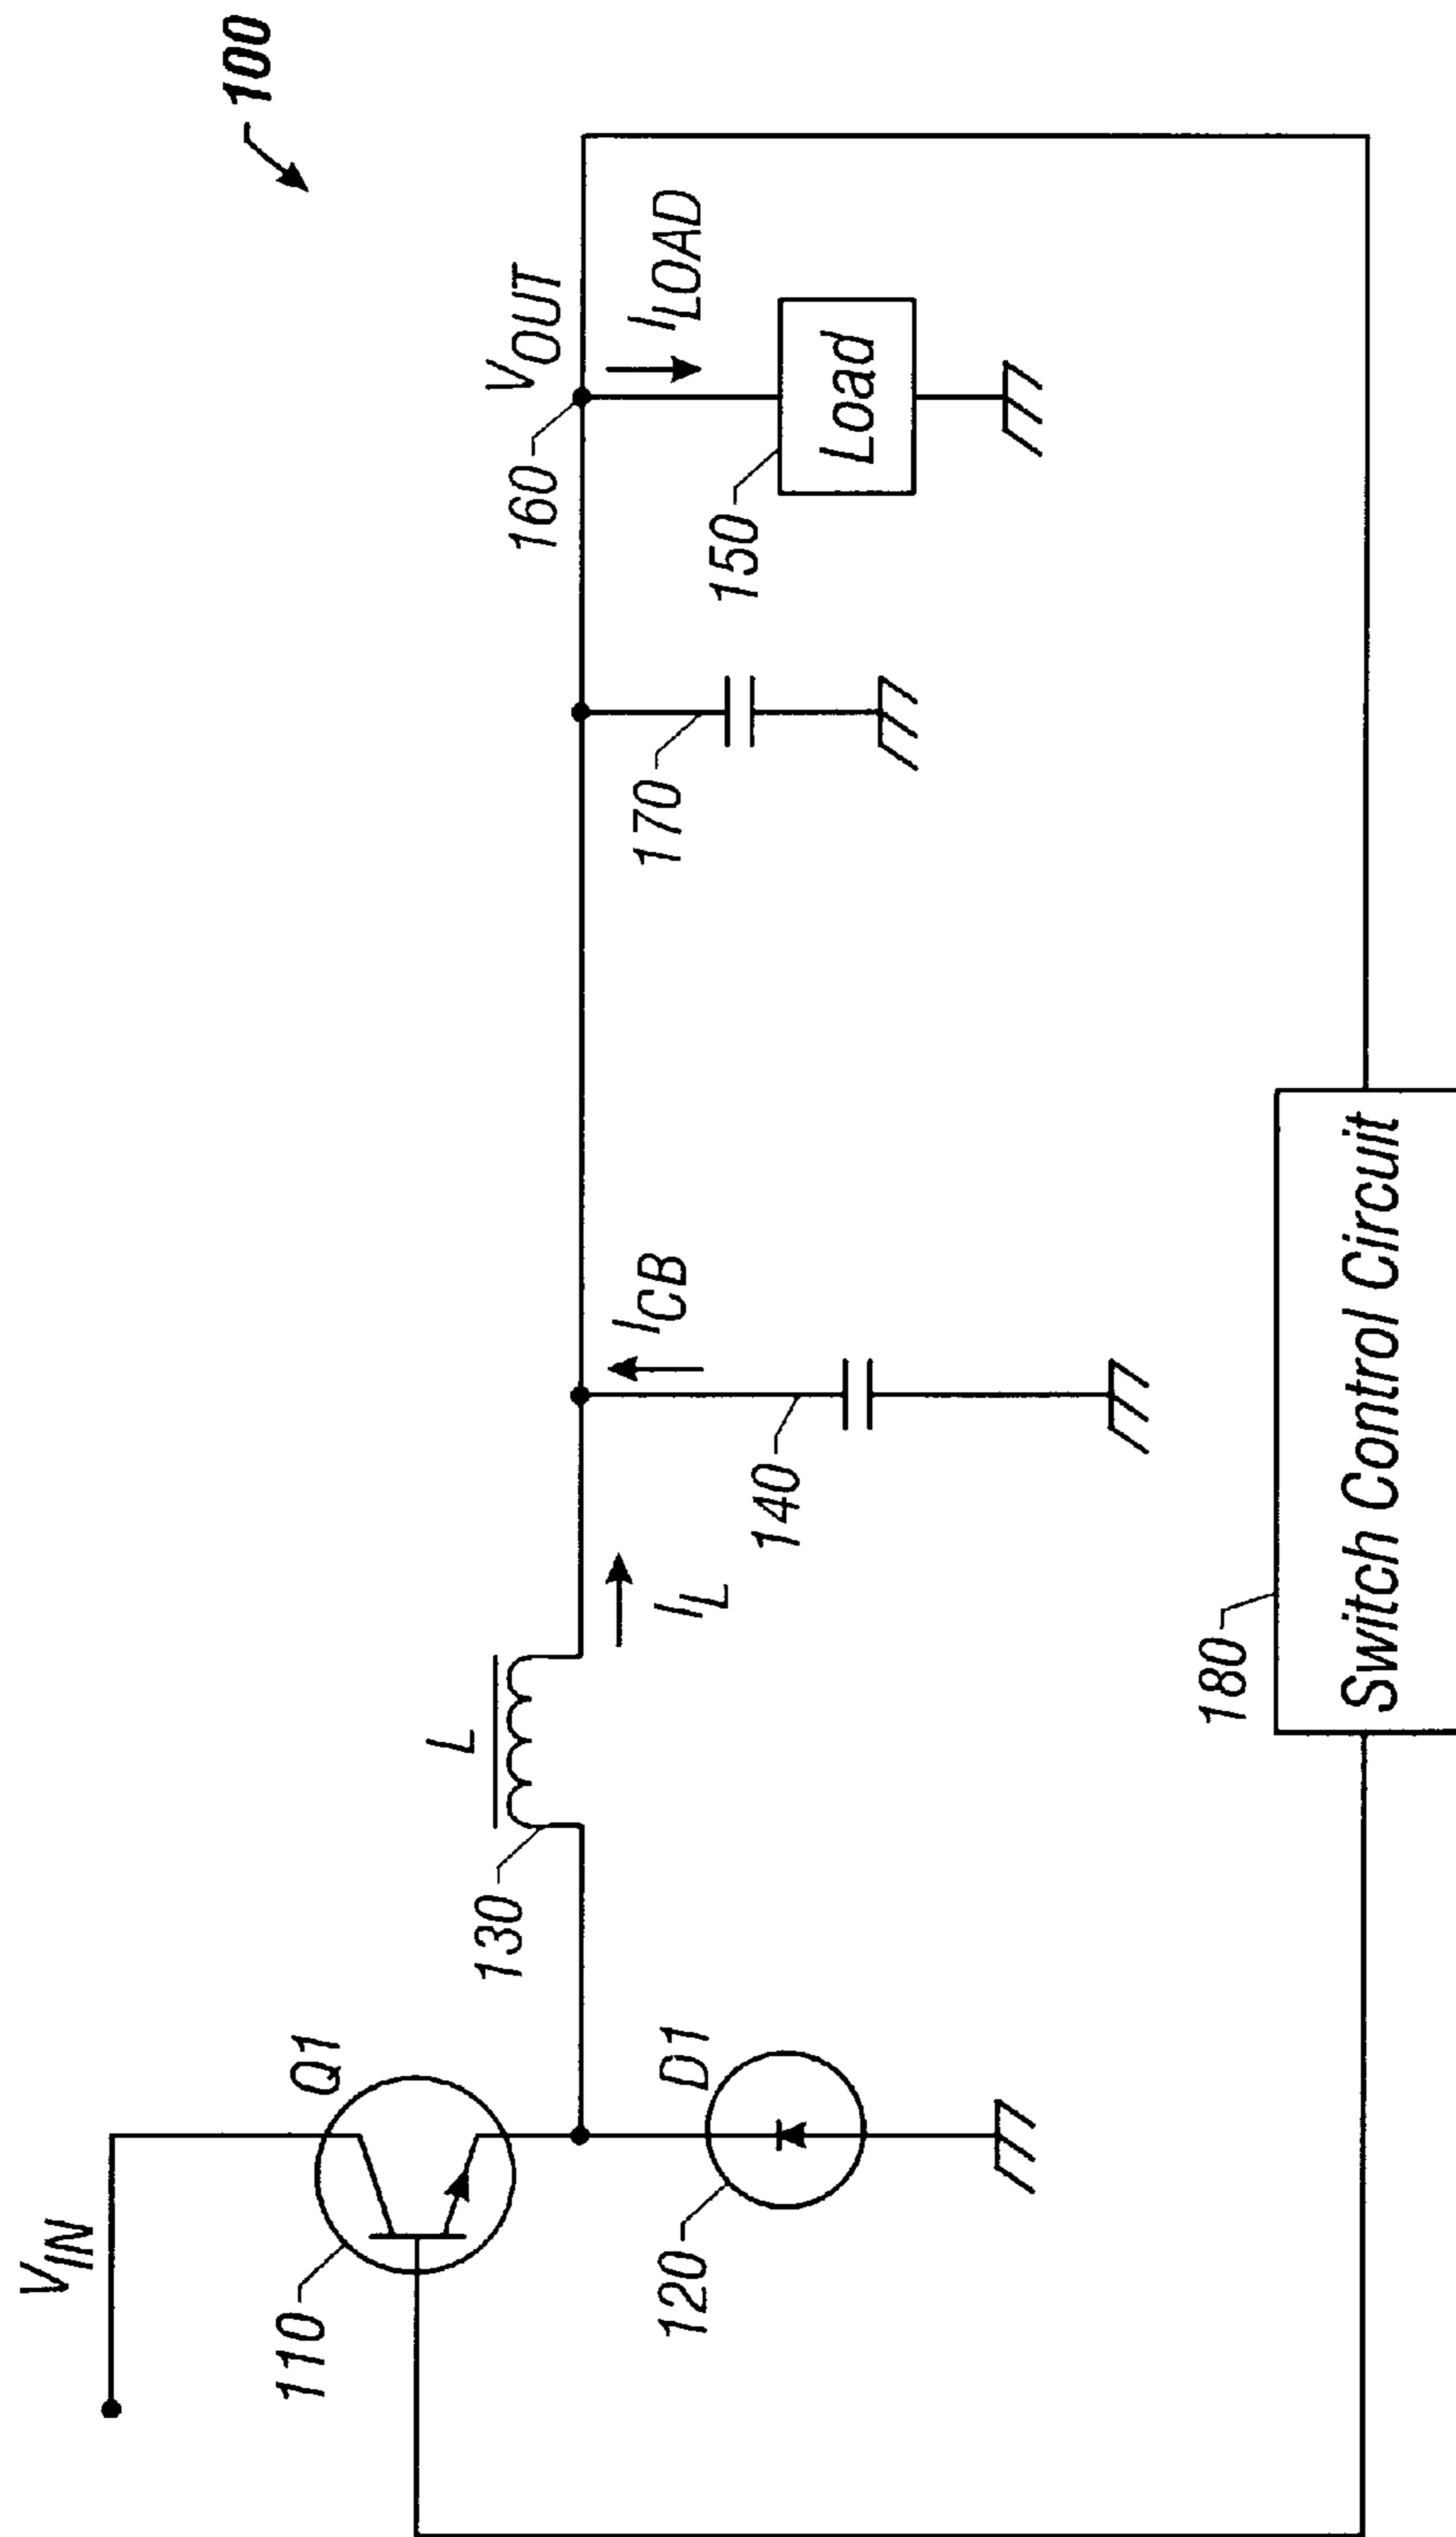 100
V_IN
Q1
110
L
130
I_L
D1
120
I_CB
140
V_OUT
160
I_LOAD
170
150
Load
180
Switch Control Circuit